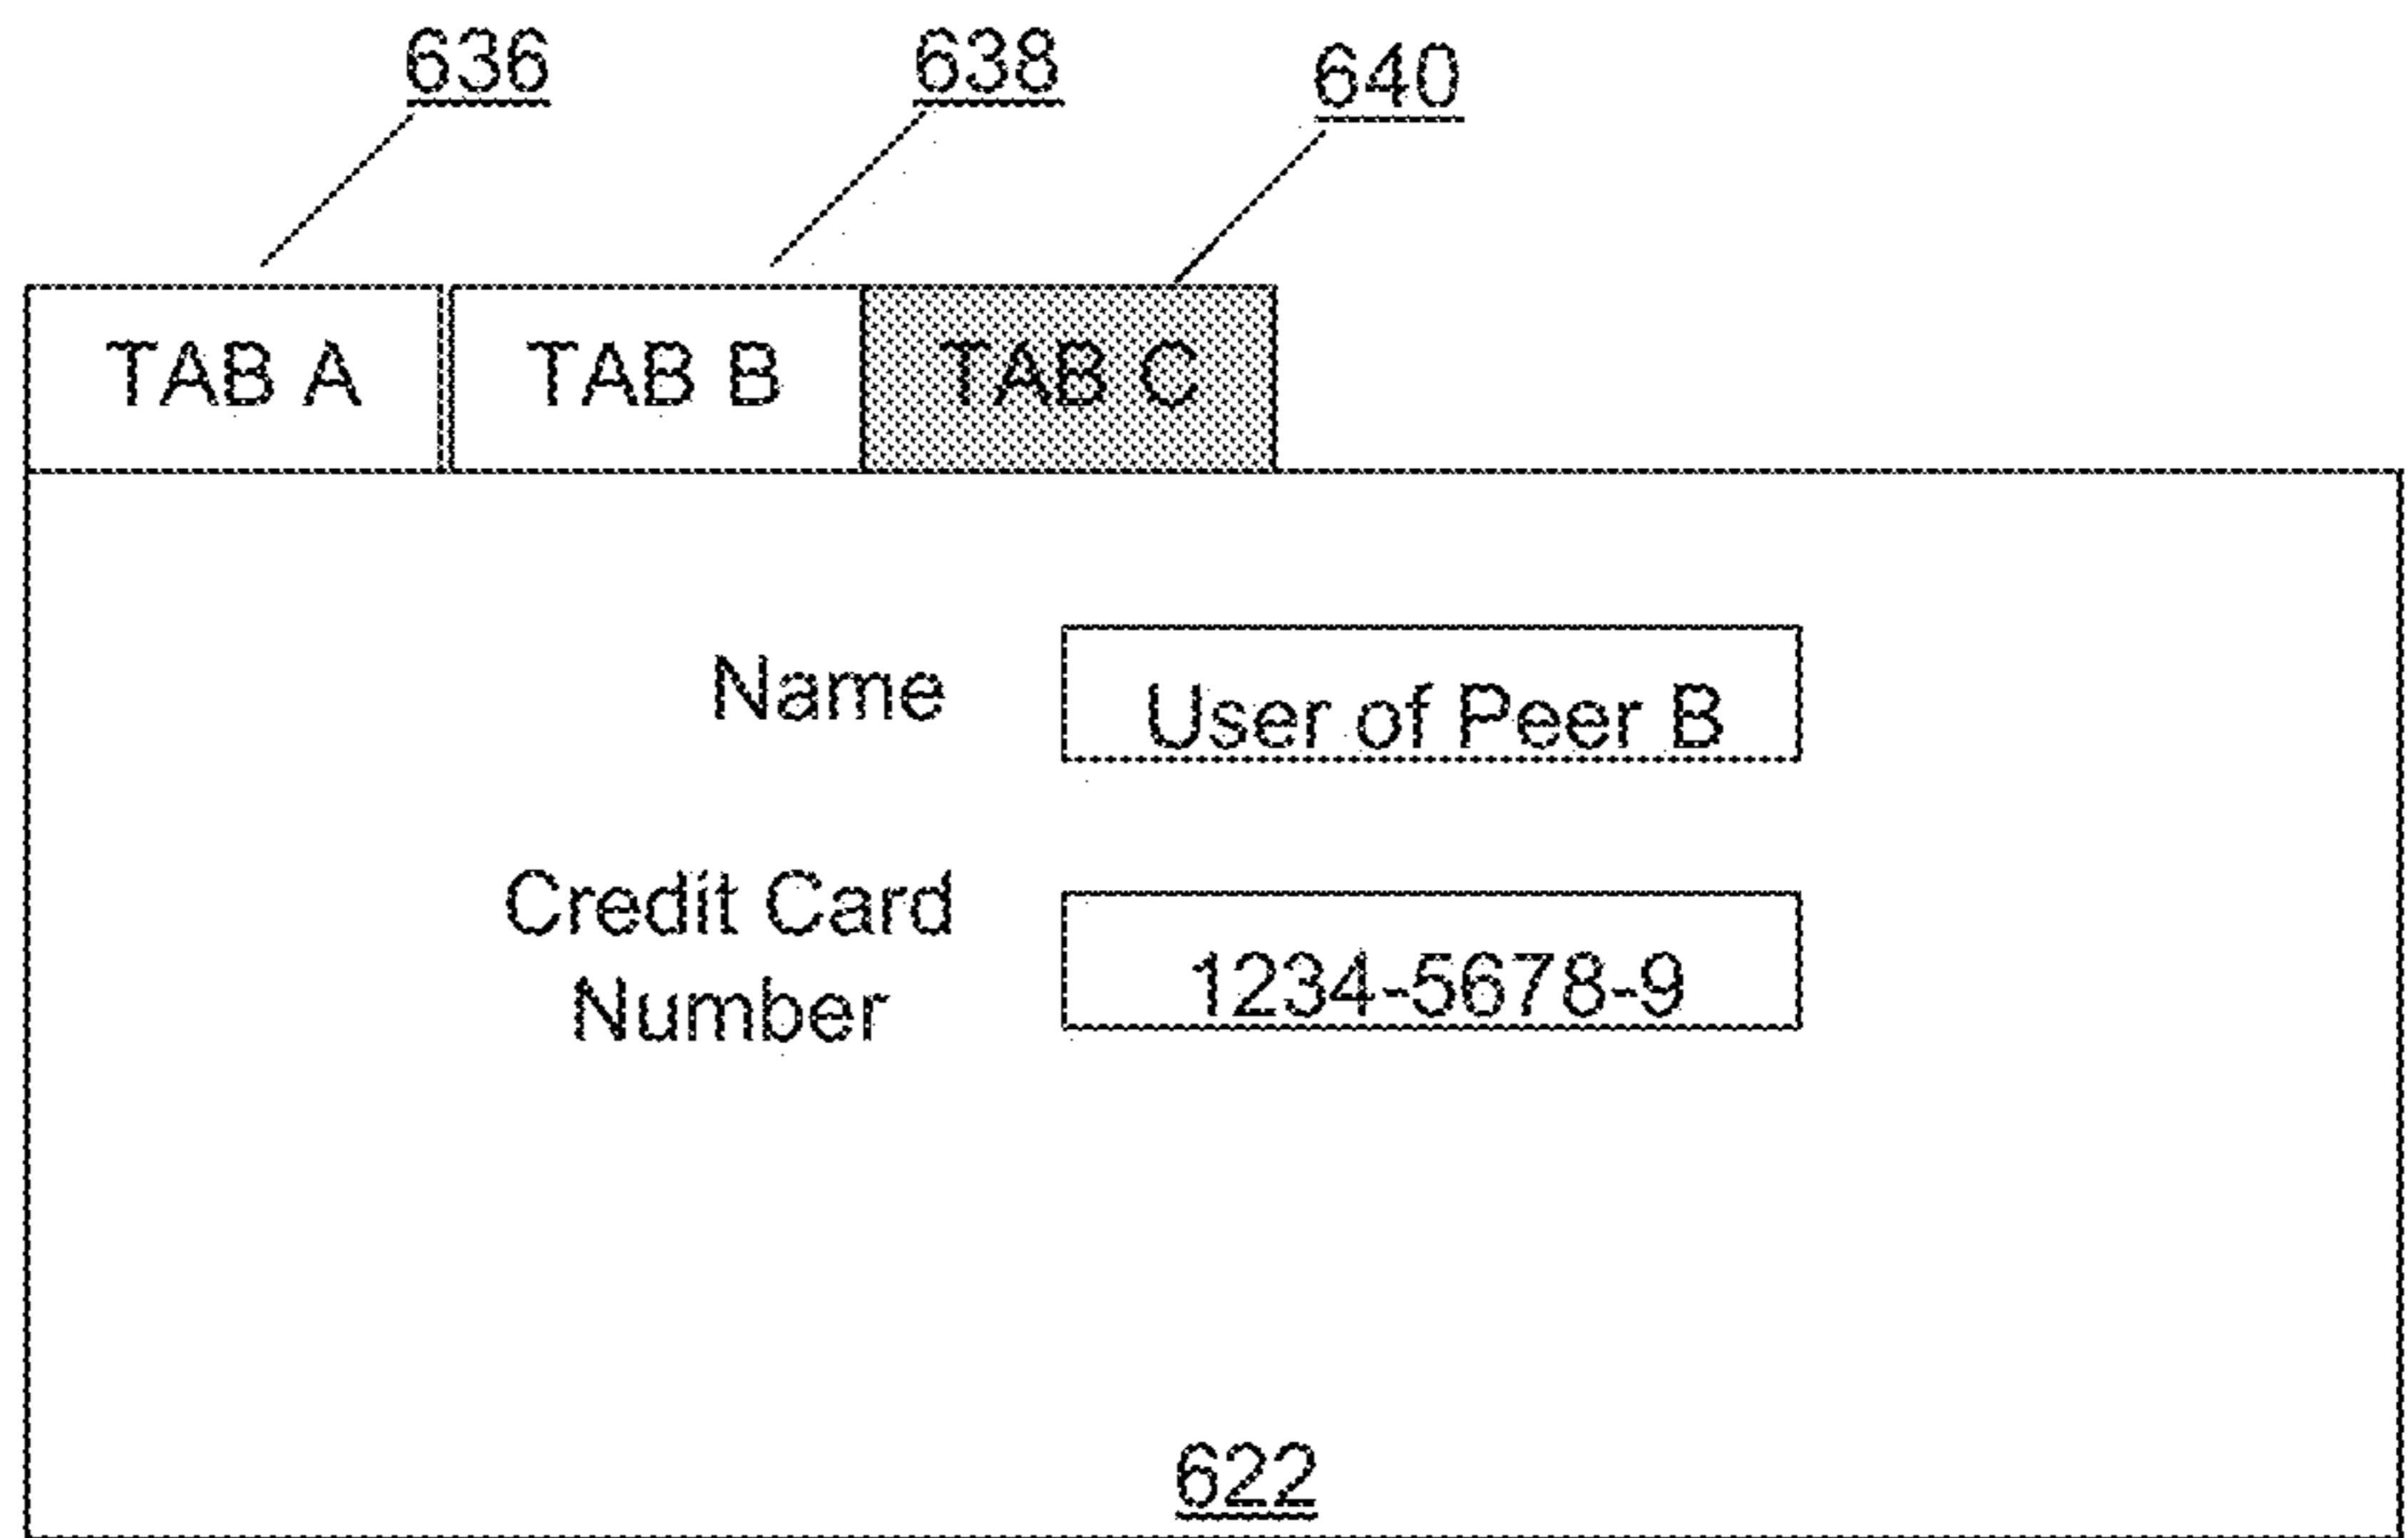 636 638 640
TAB A TAB B TAB C
Name User of Peer B
Credit Card
Number
1234-5678-9
622